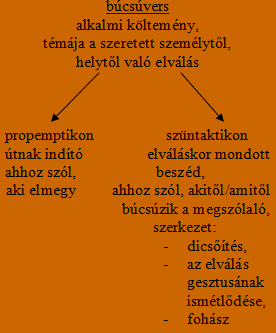 búcsúvers
alkalmi költemény,
témája a szeretett személytől,
helytől való elválás
propemptikon
útnak indító
ahhoz szól,
aki elmegy
szüntaktikon
elváláskor mondott
beszéd,
ahhoz szól, akitől/amitől
búcsúzik a megszólaló,
szerkezet:
- dicsőítés,
- az elválás
gesztusának
ismétlődése,
- fohász